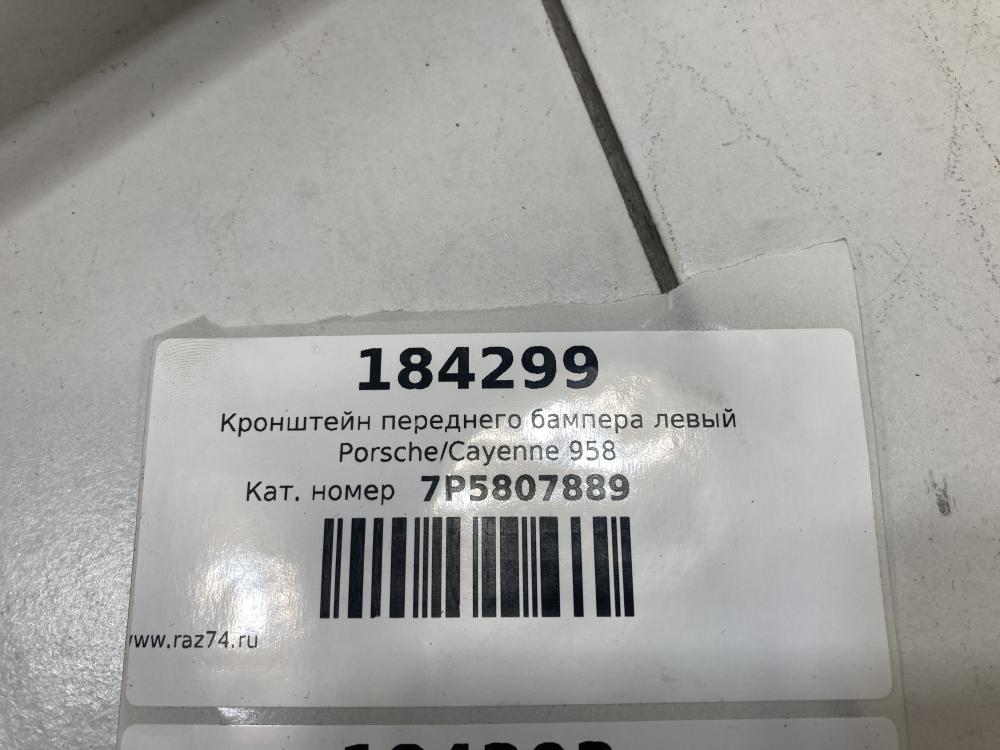 184299
Кронштейн переднего бампера левый
Porsche/Cayenne 958
Кат. номер 7P5807889
www.raz74.ru